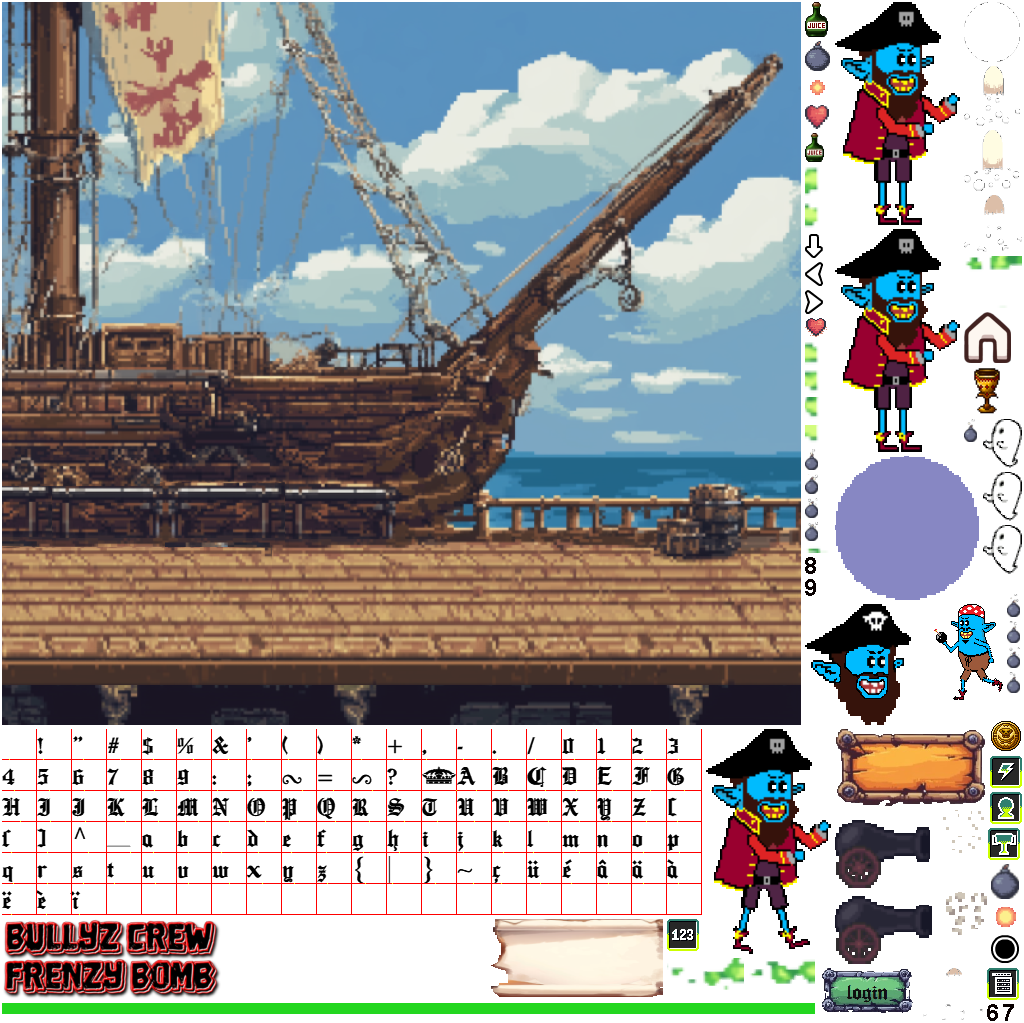 JUICE
JUICE
8
9
! " # $ % & ' ( ) * + , - . / 0 1 2 3
4 5 6 7 8 9 : ; ~ = ~ ? A B C D E F G
H I J K L M N O P Q R S T U V W X Y Z [
[ ] ^ _ a b c d e f g h i j k l m n o p
q r s t u v w x y z { | } ~ ç ü é â ä à
ë è ï
BULLYZ CREW
FRENZY BOMB
123
login
67